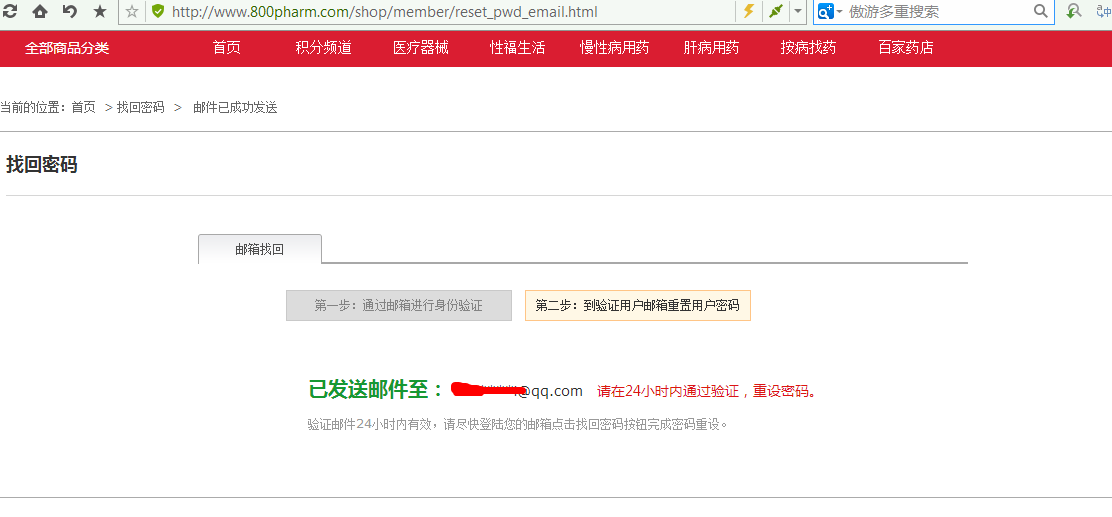 http://www.800pharm.com/shop/member/reset_pwd_email.html 傲游多重搜索
全部商品分类 首页 积分频道 医疗器械 性福生活 慢性病用药 肝病用药 按病找药 百家药店
当前的位置：首页 > 找回密码 > 邮件已成功发送
找回密码
邮箱找回
第一步：通过邮箱进行身份验证 第二步：到验证用户邮箱重置用户密码
已发送邮件至： @qq.com 请在24小时内通过验证，重设密码。
验证邮件24小时内有效，请尽快登陆您的邮箱点击找回密码按钮完成密码重设。